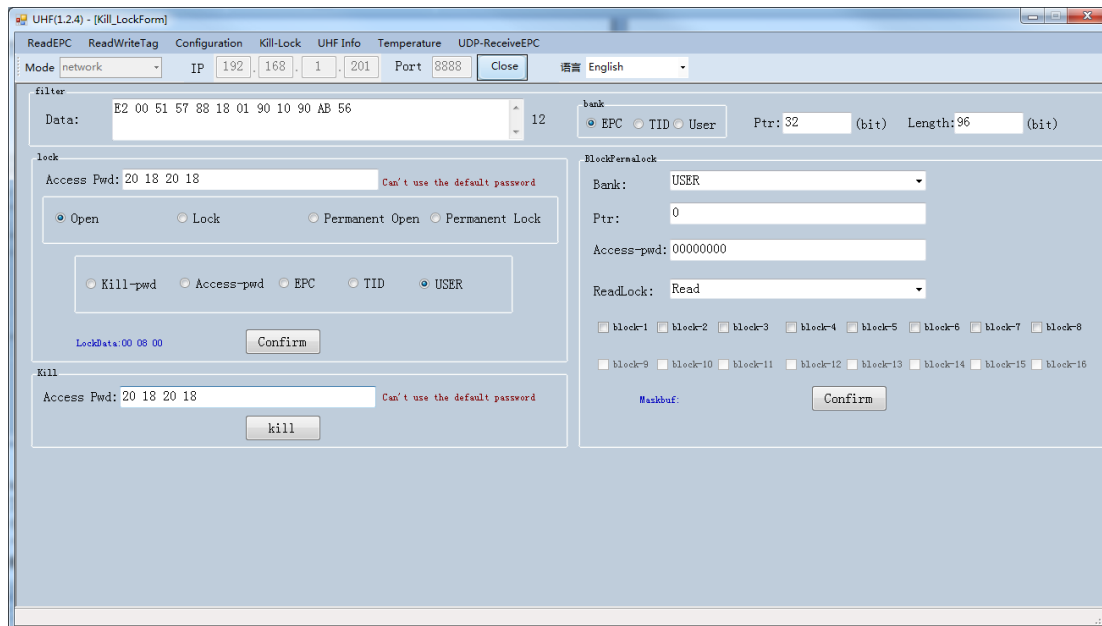 UHF(1.2.4) - [Kill_LockForm]
ReadEPC ReadWriteTag Configuration Kill-Lock UHF Info Temperature UDP-ReceiveEPC
Mode network IP 192 . 168 . 1 . 201 Port 8888 Close 语言 English
filter
Data: E2 00 51 57 88 18 01 90 10 90 AB 56 12
bank
EPC TID User Ptr: 32 (bit) Length: 96 (bit)
lock
Access Pwd: 20 18 20 18 Can't use the default password
Open Lock Permanent Open Permanent Lock
Kill-pwd Access-pwd EPC TID USER
LockData:00 08 00 Confirm
Kill
Access Pwd: 20 18 20 18 Can't use the default password
kill
BlockPermalock
Bank: USER
Ptr: 0
Access-pwd: 00000000
ReadLock: Read
block-1 block-2 block-3 block-4 block-5 block-6 block-7 block-8
block-9 block-10 block-11 block-12 block-13 block-14 block-15 block-16
Maskbuf: Confirm